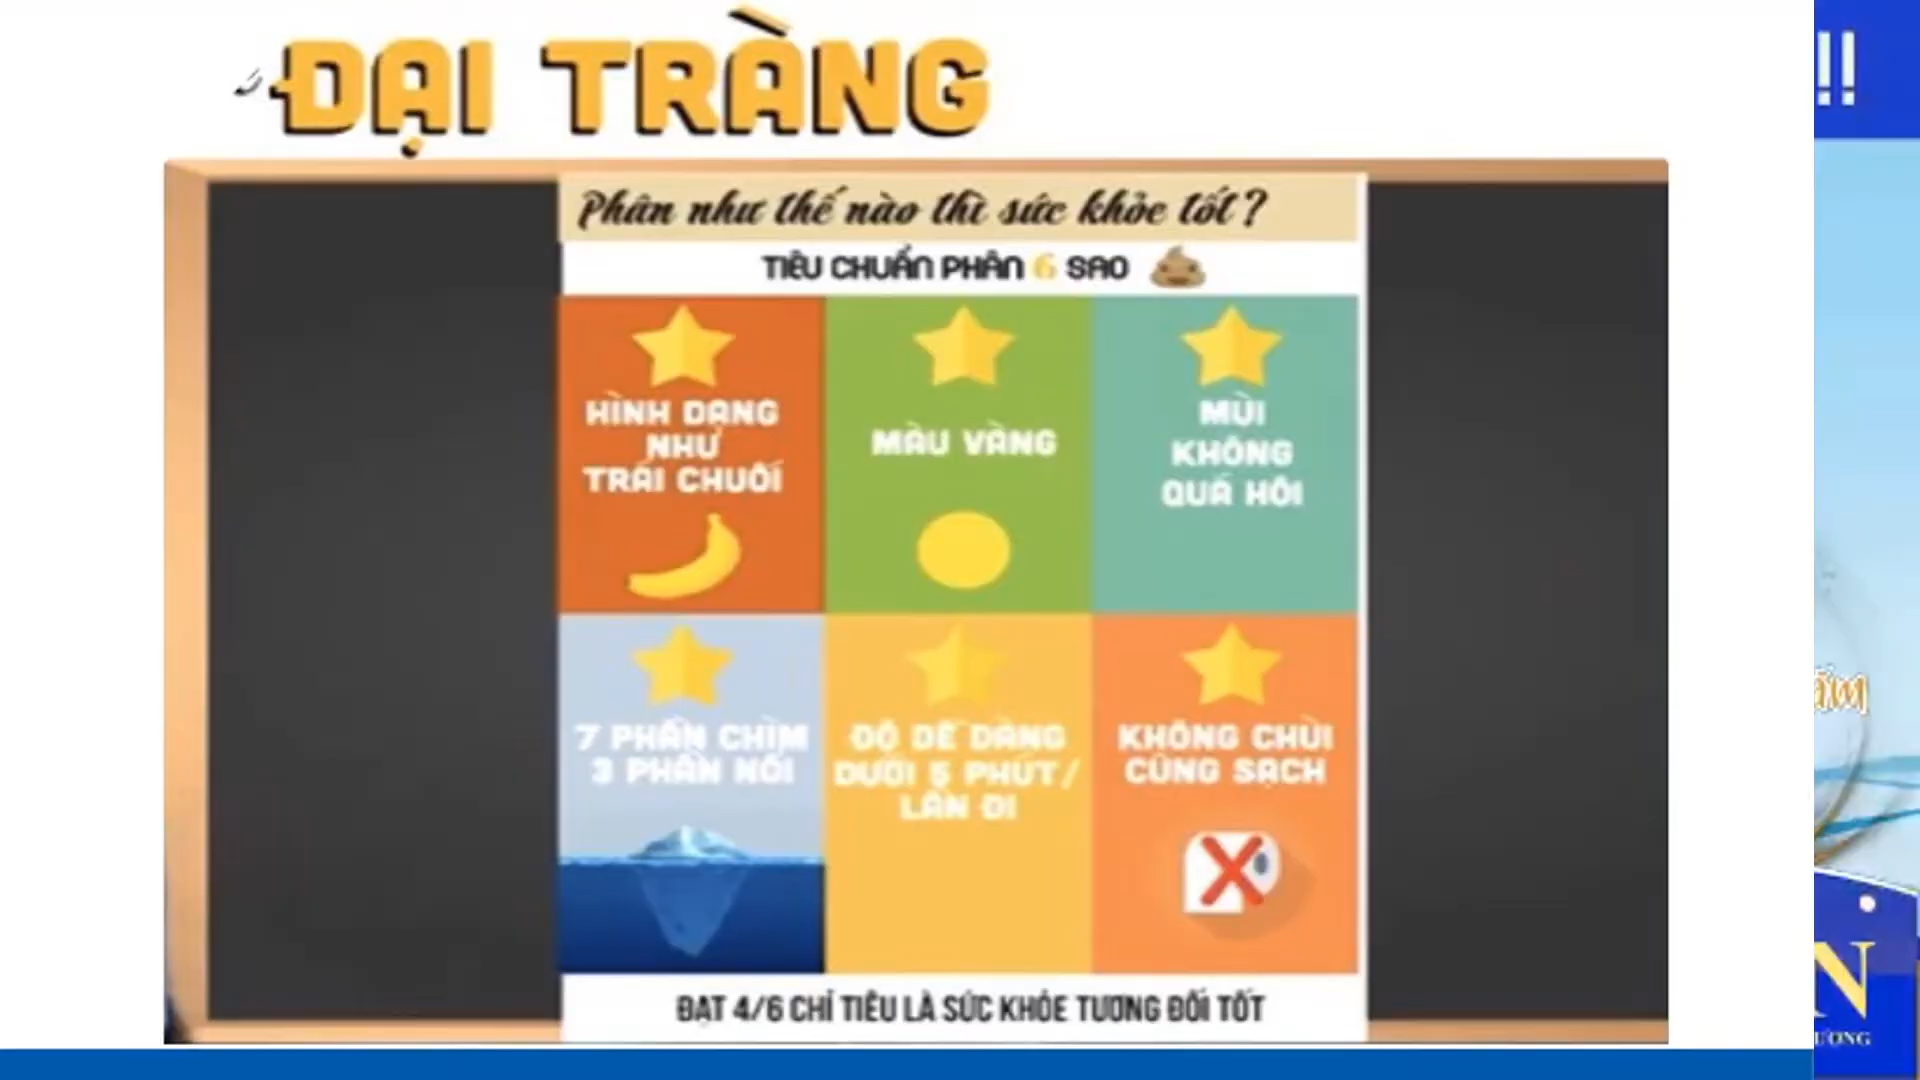 ĐẠI TRÀNG
!!
Phân như thế nào thì sức khỏe tốt?
TIÊU CHUẨN PHÂN 6 SAO
HÌNH DẠNG
NHƯ
TRÁI CHUỐI
MÀU VÀNG
MÙI
KHÔNG
QUÁ HÔI
7 PHẦN CHÌM
3 PHẦN NỔI
ĐỘ DỄ DÀNG
DƯỚI 5 PHÚT/
LẦN ĐI
KHÔNG CHÙI
CŨNG SẠCH
ĐẠT 4/6 CHỈ TIÊU LÀ SỨC KHỎE TƯƠNG ĐỐI TỐT
N